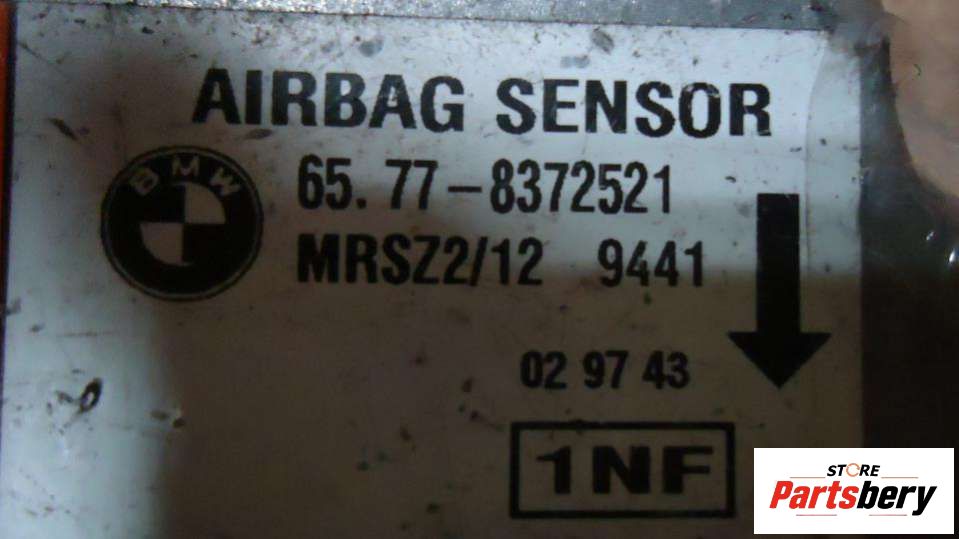 AIRBAG SENSOR
BMW
65.77-8372521
MRSZ2/12 9441
02 97 43
1NF
STORE
Partsbery